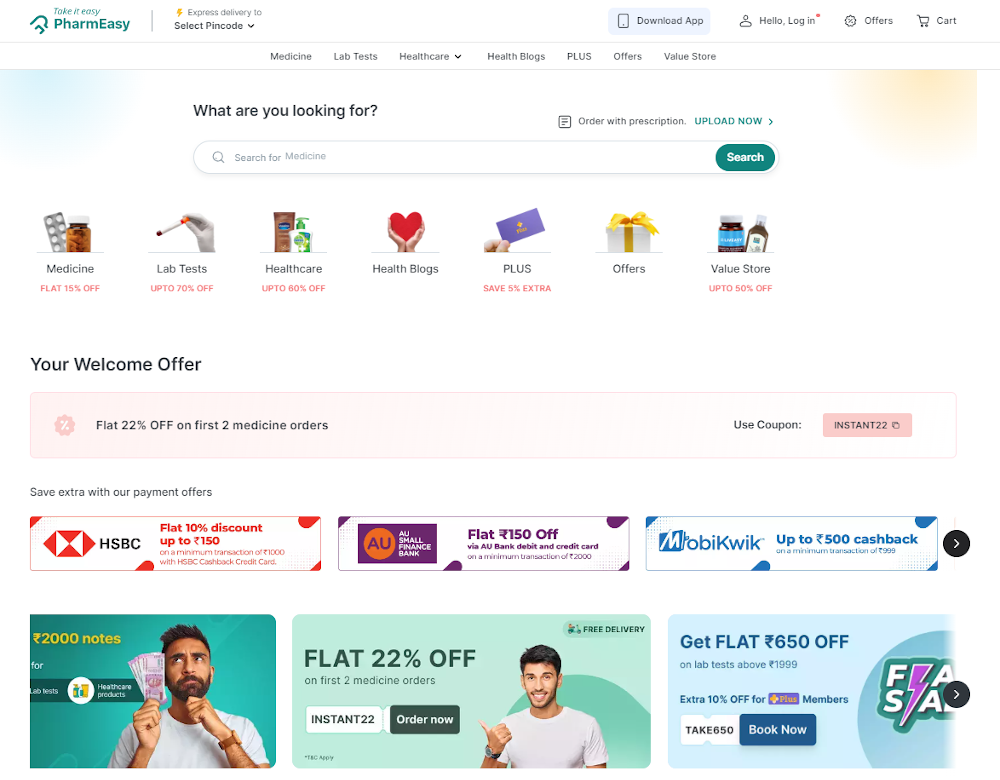 Take it easy
PharmEasy
Express delivery to
Select Pincode
Download App
Hello, Log in
Offers
Cart
Medicine
Lab Tests
Healthcare
Health Blogs
PLUS
Offers
Value Store
What are you looking for?
Order with prescription. UPLOAD NOW
Search for Medicine
Search
Medicine
FLAT 15% OFF
Lab Tests
UPTO 70% OFF
Healthcare
UPTO 60% OFF
Health Blogs
Plus
PLUS
SAVE 5% EXTRA
Offers
Value Store
UPTO 50% OFF
Your Welcome Offer
Flat 22% OFF on first 2 medicine orders
Use Coupon:
INSTANT22
Save extra with our payment offers
HSBC
Flat 10% discount
up to ₹150
on a minimum transaction of ₹1000
with HSBC Cashback Credit Card.
AU
AU
SMALL
FINANCE
BANK
Flat ₹150 Off
via AU Bank debit and credit card
on a minimum transaction of ₹2000
MobiKwik
Up to ₹500 cashback
on a minimum transaction of ₹999
₹2000 notes
for
Lab tests
Healthcare
products
FREE DELIVERY
FLAT 22% OFF
on first 2 medicine orders
INSTANT22
Order now
*T&C Apply
Get FLAT ₹650 OFF
on lab tests above ₹1999
Extra 10% OFF for Plus Members
TAKE650
Book Now